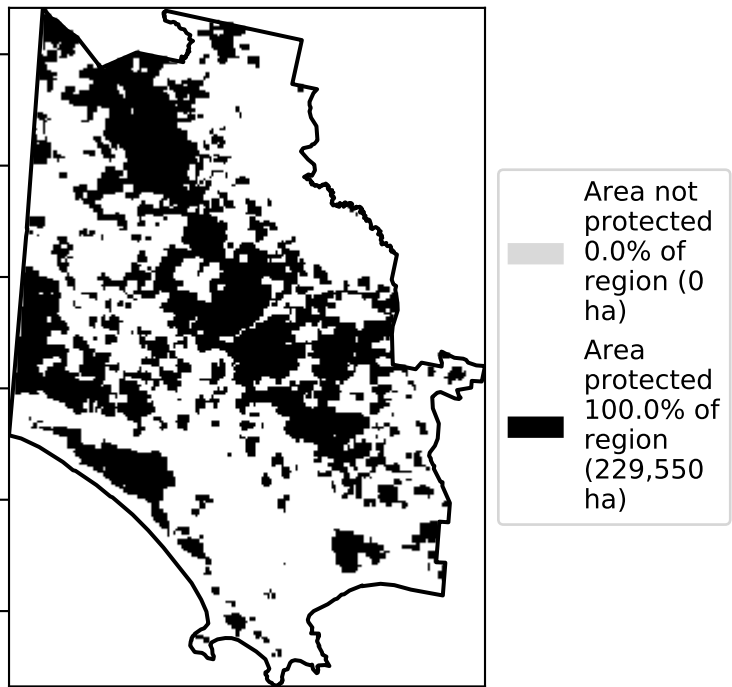 Area not
protected
0.0% of
region (0
ha)
Area
protected
100.0% of
region
(229,550
ha)